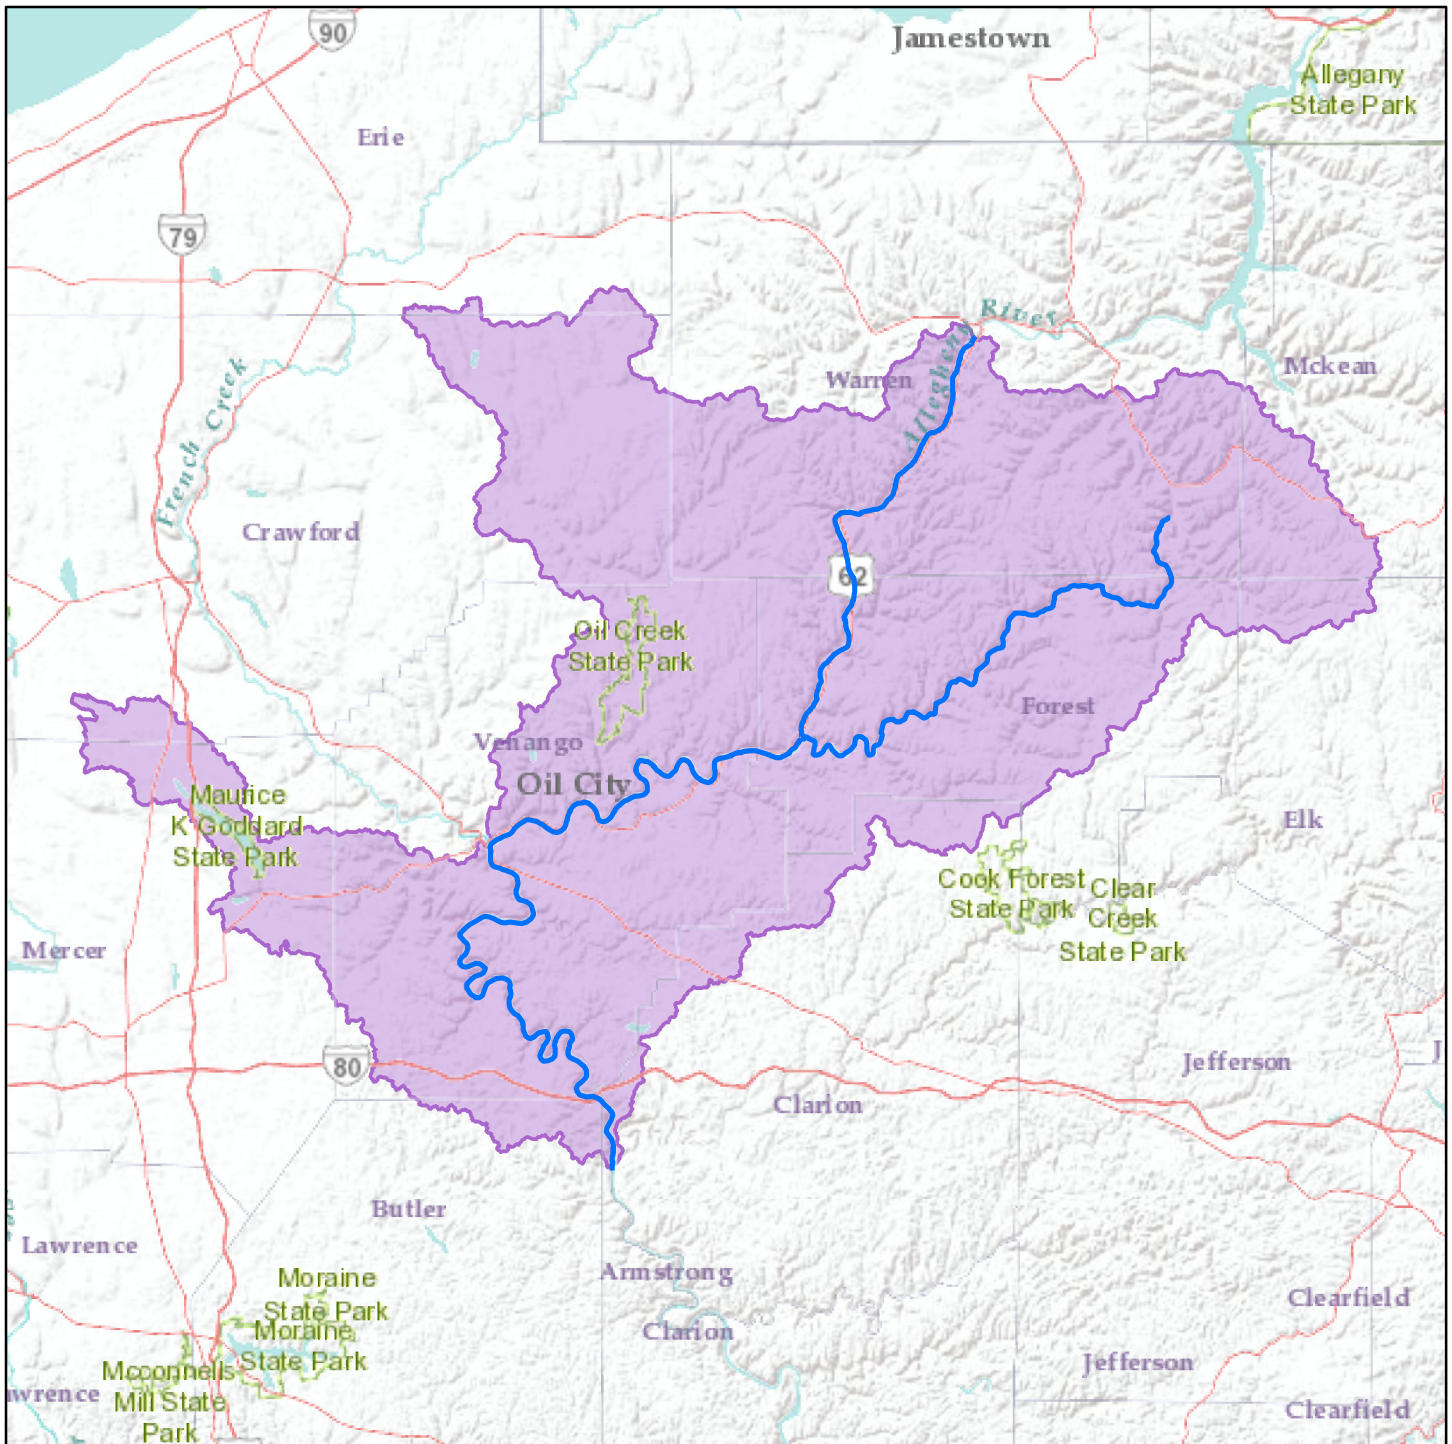 90
Jamestown
Allegany
State Park
Erie
79
Allegheny River
Mckean
Warren
French Creek
Crawford
62
Oil Creek
State Park
Forest
Venango
Oil City
Maurice
K Goddard
State Park
Elk
Cook Forest
State Park
Clear
Creek
State Park
Mercer
80
Jefferson
J
Clarion
Butler
Lawrence
Armstrong
Moraine
State Park
Clearfield
Moraine
State Park
Clarion
Jefferson
Mcconnells
Mill State
Park
wrence
Clearfield